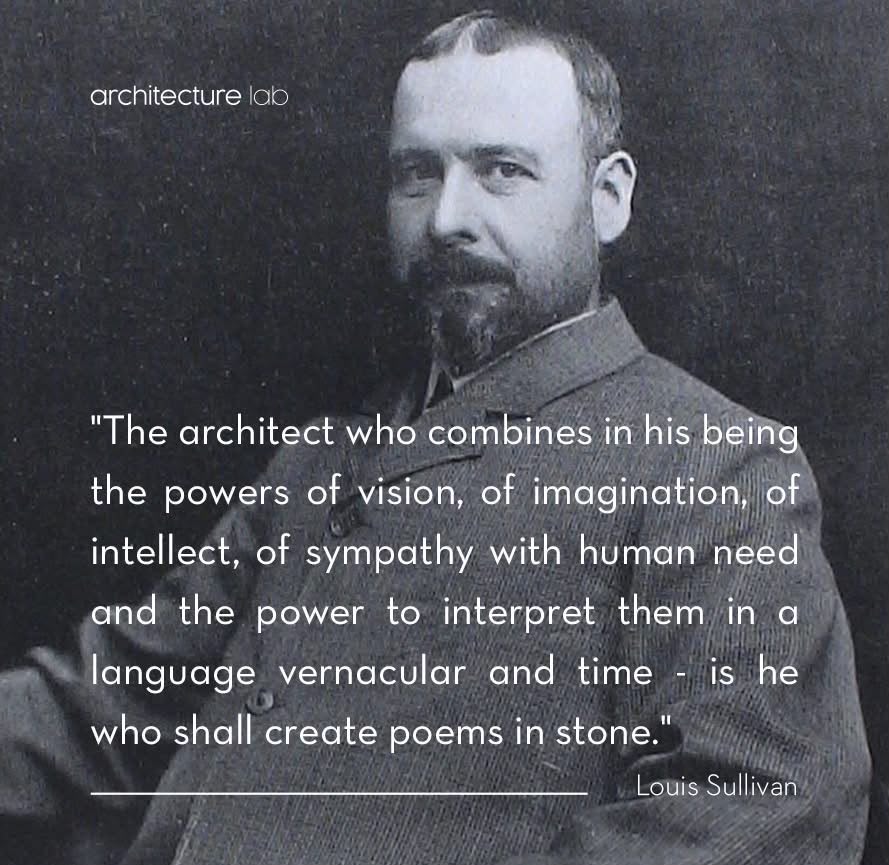 architecture lab
"The architect who combines in his being
the powers of vision, of imagination, of
intellect, of sympathy with human need
and the power to interpret them in a
language vernacular and time - is he
who shall create poems in stone."
Louis Sullivan